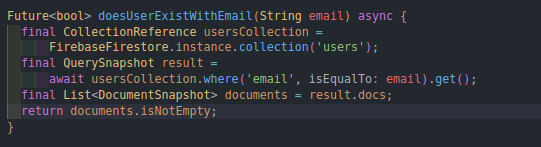 Future<bool> doesUserExistWithEmail(String email) async {
  final CollectionReference usersCollection =
      FirebaseFirestore.instance.collection('users');
  final QuerySnapshot result =
      await usersCollection.where('email', isEqualTo: email).get();
  final List<DocumentSnapshot> documents = result.docs;
  return documents.isNotEmpty;
}